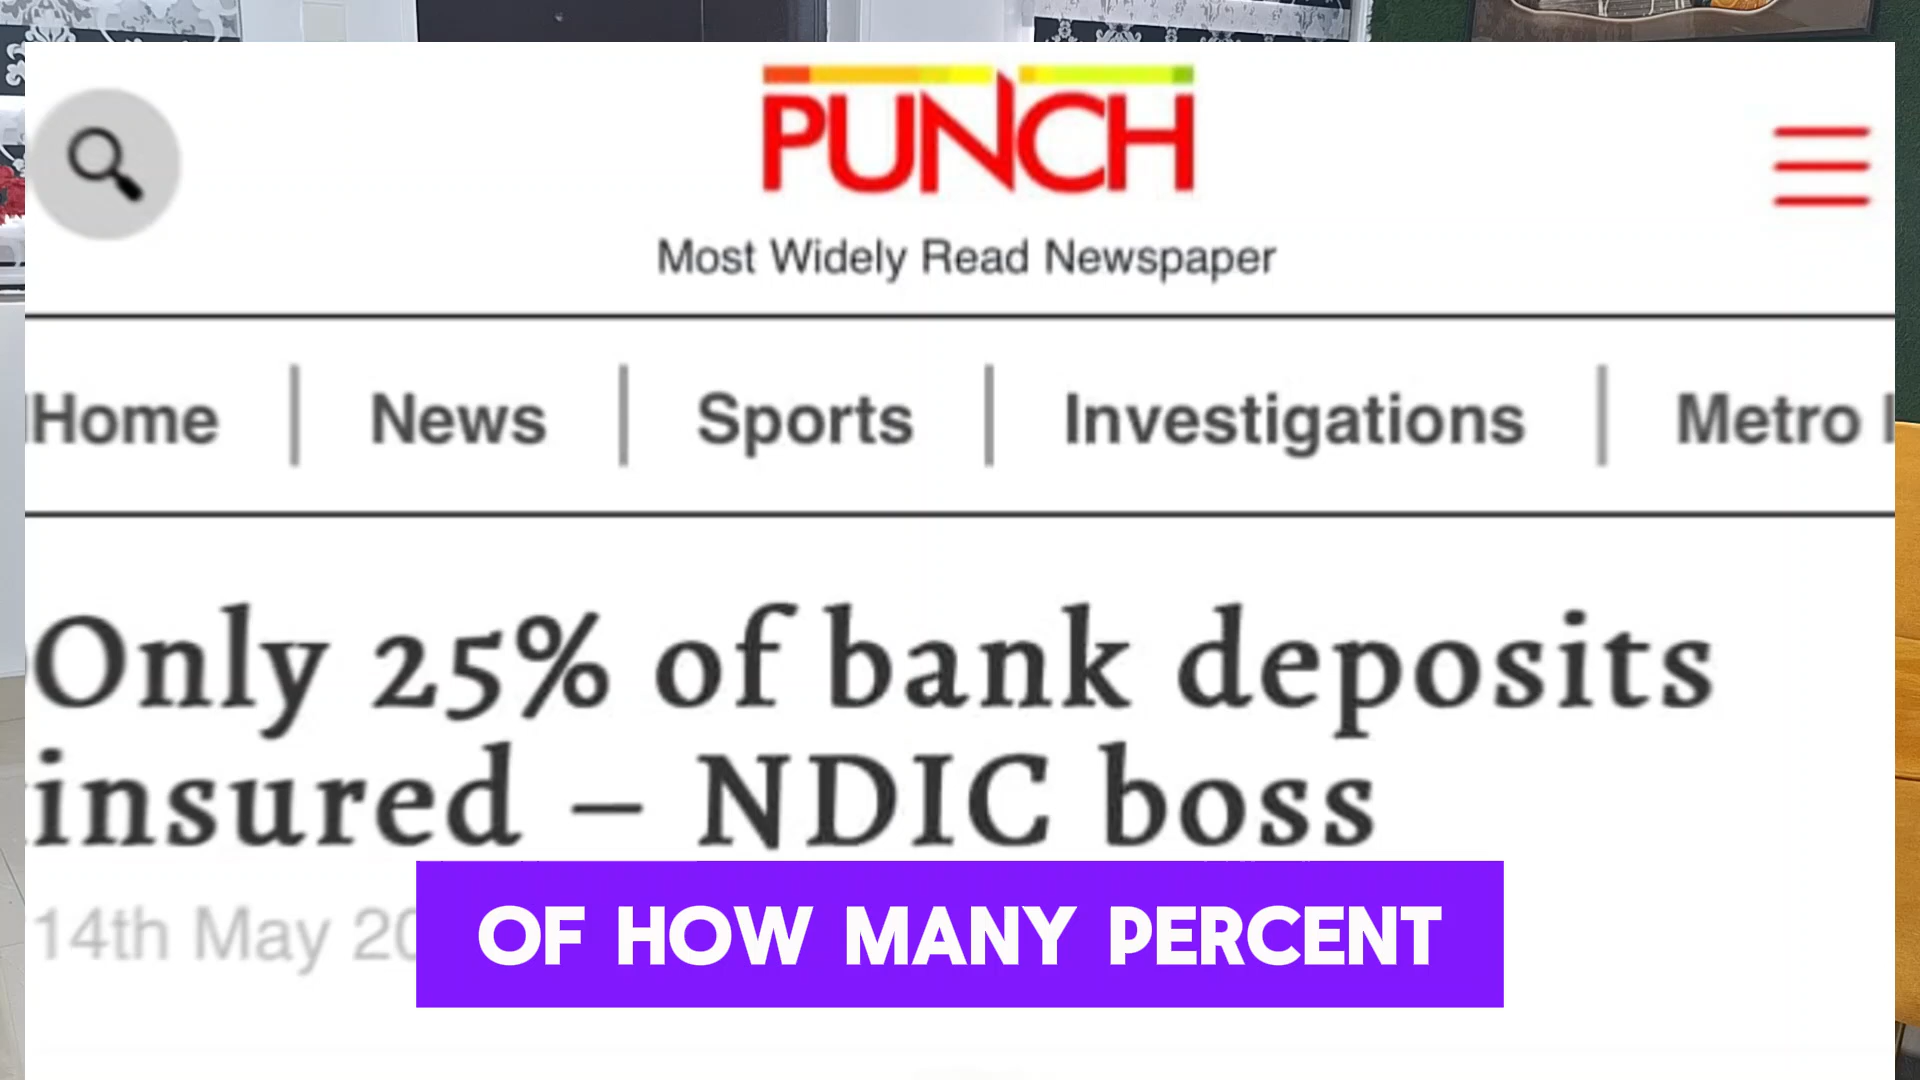 PUNCH
Most Widely Read Newspaper
Home | News | Sports | Investigations | Metro
Only 25% of bank deposits
insured – NDIC boss
14th May 20
OF HOW MANY PERCENT